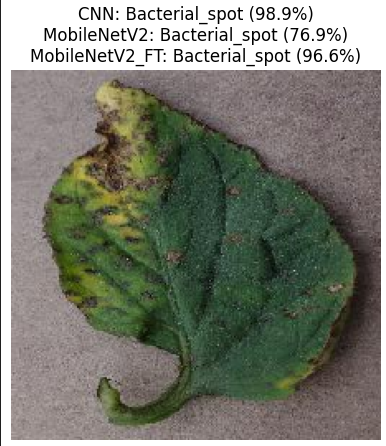 CNN: Bacterial_spot (98.9%)
MobileNetV2: Bacterial_spot (76.9%)
MobileNetV2_FT: Bacterial_spot (96.6%)